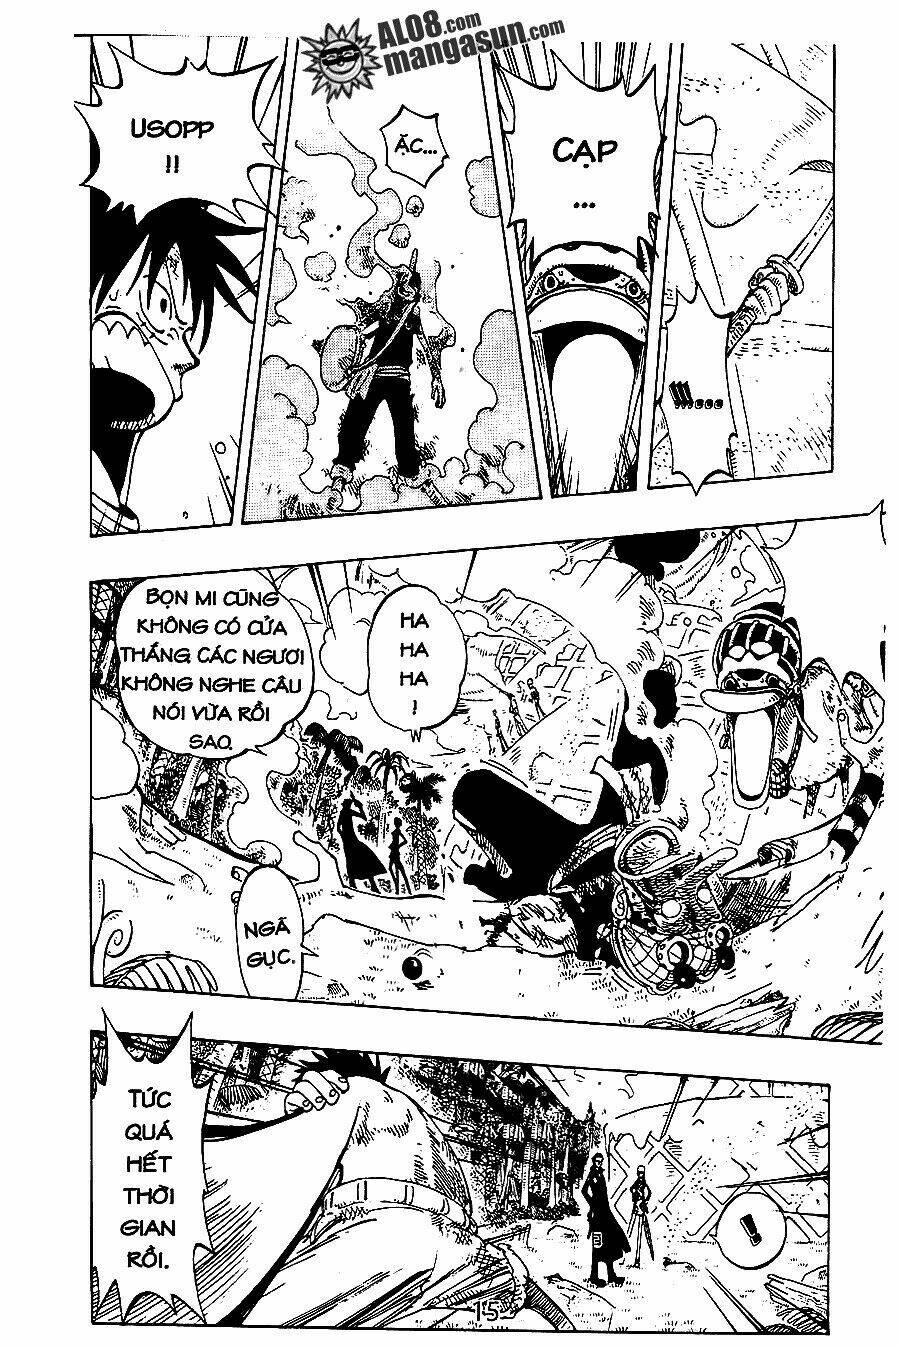 AL08.com
mangasun.com
USOPP
!!
ẶC...
CẠP
...
!!!...
BỌN MI CŨNG
KHÔNG CÓ CỬA
THẮNG. CÁC NGƯƠI
KHÔNG NGHE CÂU
NÓI VỪA RỒI
SAO.
HA
HA
HA
!
NGÃ
GỤC.
TỨC
QUÁ
HẾT
THỜI
GIAN
RỒI.
!
15